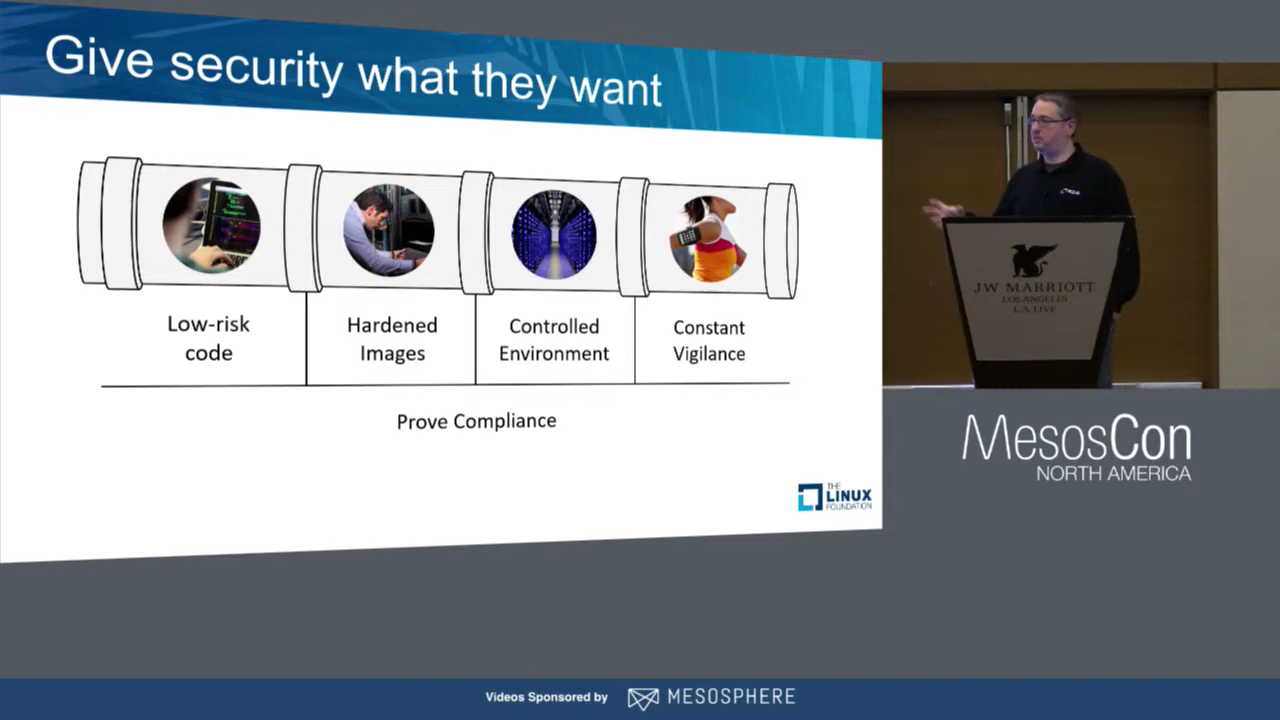 Give security what they want
Low-risk
code
Hardened
Images
Controlled
Environment
Constant
Vigilance
Prove Compliance
THE
LINUX
FOUNDATION
JW MARRIOTT
LOS ANGELES
L.A. LIVE
MesosCon
NORTH AMERICA
Videos Sponsored by
MESOSPHERE